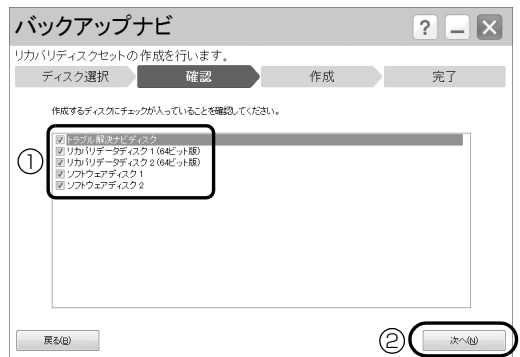 バックアップナビ
? - ×
リカバリディスクセットの作成を行います。
ディスク選択 確認 作成 完了
作成するディスクにチェックが入っていることを確認してください。
① トラブル解決ナビディスク
リカバリデータディスク1(64ビット版)
リカバリデータディスク2(64ビット版)
ソフトウェアディスク1
ソフトウェアディスク2
戻る(B) ② 次へ(N)